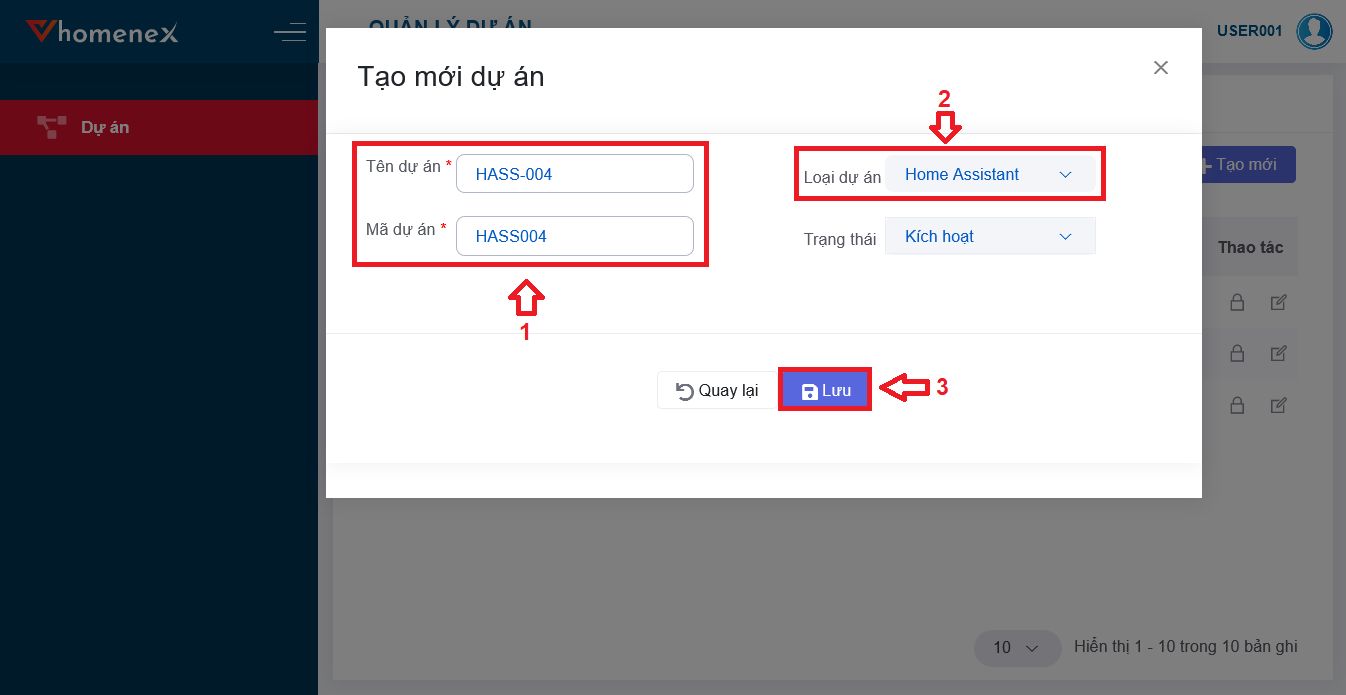 Vhomenex
QUẢN LÝ DỰ ÁN
USER001
Tạo mới dự án
Dự án
2
Tên dự án * HASS-004
Loại dự án Home Assistant
Tạo mới
Mã dự án * HASS004
Trạng thái Kích hoạt
Thao tác
1
Quay lại
Lưu
3
10
Hiển thị 1 - 10 trong 10 bản ghi